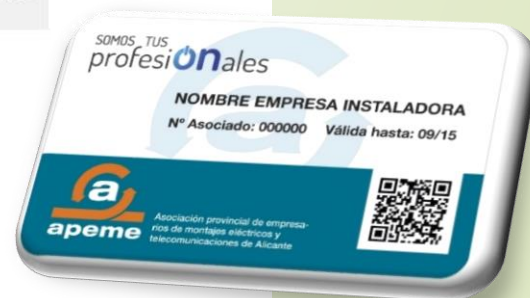 SOMOS TUS
profesiONales
NOMBRE EMPRESA INSTALADORA
Nº Asociado: 000000 Válida hasta: 09/15
a
apeme
Asociación provincial de empresa-
rios de montajes eléctricos y
telecomunicaciones de Alicante